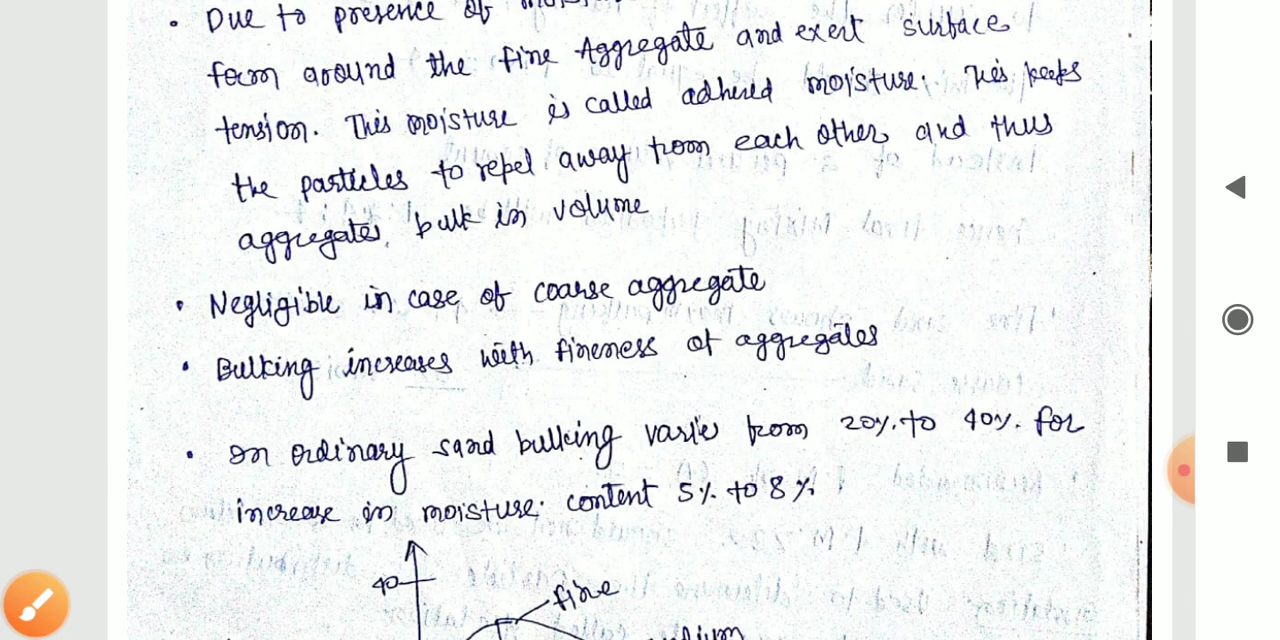 • Due to presence of
form around the fine Aggregate and exert surface
tension. This moisture is called adhered moisture. This keeps
the particles to repel away from each other and thus
aggregates bulk in volume
• Negligible in case of coarse aggregate
• Bulking increases with fineness of aggregates
• In ordinary sand bulking varies from 20% to 40% for
increase in moisture content 5% to 8%
40
fine